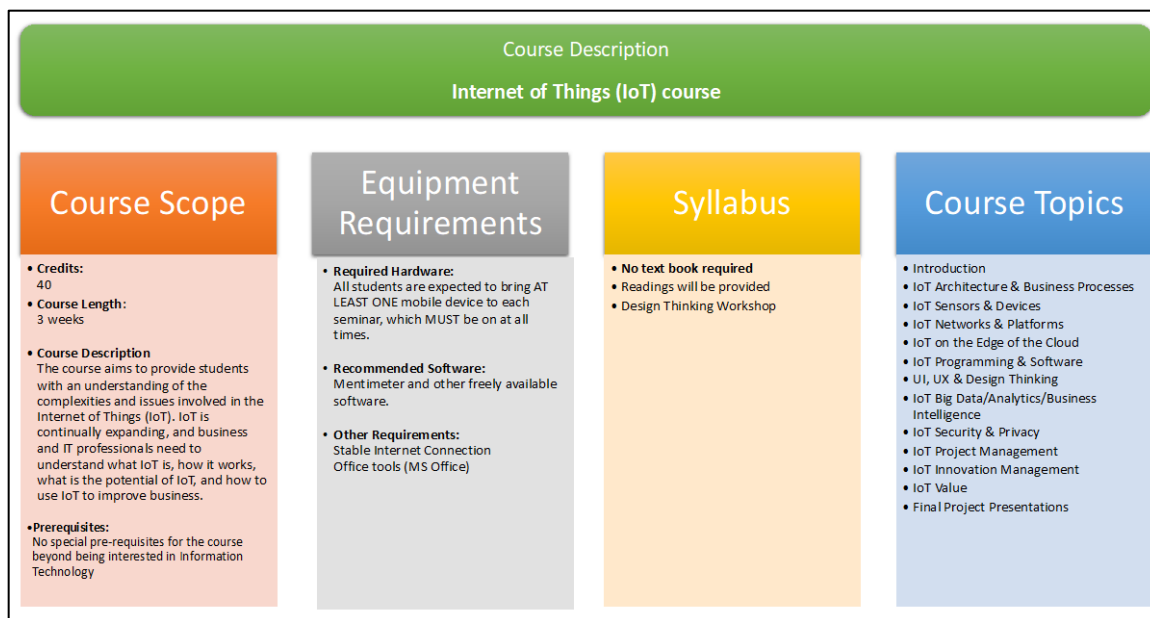 Course Description
Internet of Things (IoT) course
Course Scope
• Credits:
40
• Course Length:
3 weeks
• Course Description
The course aims to provide students
with an understanding of the
complexities and issues involved in the
Internet of Things (IoT). IoT is
continually expanding, and business
and IT professionals need to
understand what IoT is, how it works,
what is the potential of IoT, and how to
use IoT to improve business.
•Prerequisites:
No special pre-requisites for the course
beyond being interested in Information
Technology
Equipment
Requirements
• Required Hardware:
All students are expected to bring AT
LEAST ONE mobile device to each
seminar, which MUST be on at all
times.
• Recommended Software:
Mentimeter and other freely available
software.
• Other Requirements:
Stable Internet Connection
Office tools (MS Office)
Syllabus
• No text book required
• Readings will be provided
• Design Thinking Workshop
Course Topics
• Introduction
• IoT Architecture & Business Processes
• IoT Sensors & Devices
• IoT Networks & Platforms
• IoT on the Edge of the Cloud
• IoT Programming & Software
• UI, UX & Design Thinking
• IoT Big Data/Analytics/Business
Intelligence
• IoT Security & Privacy
• IoT Project Management
• IoT Innovation Management
• IoT Value
• Final Project Presentations